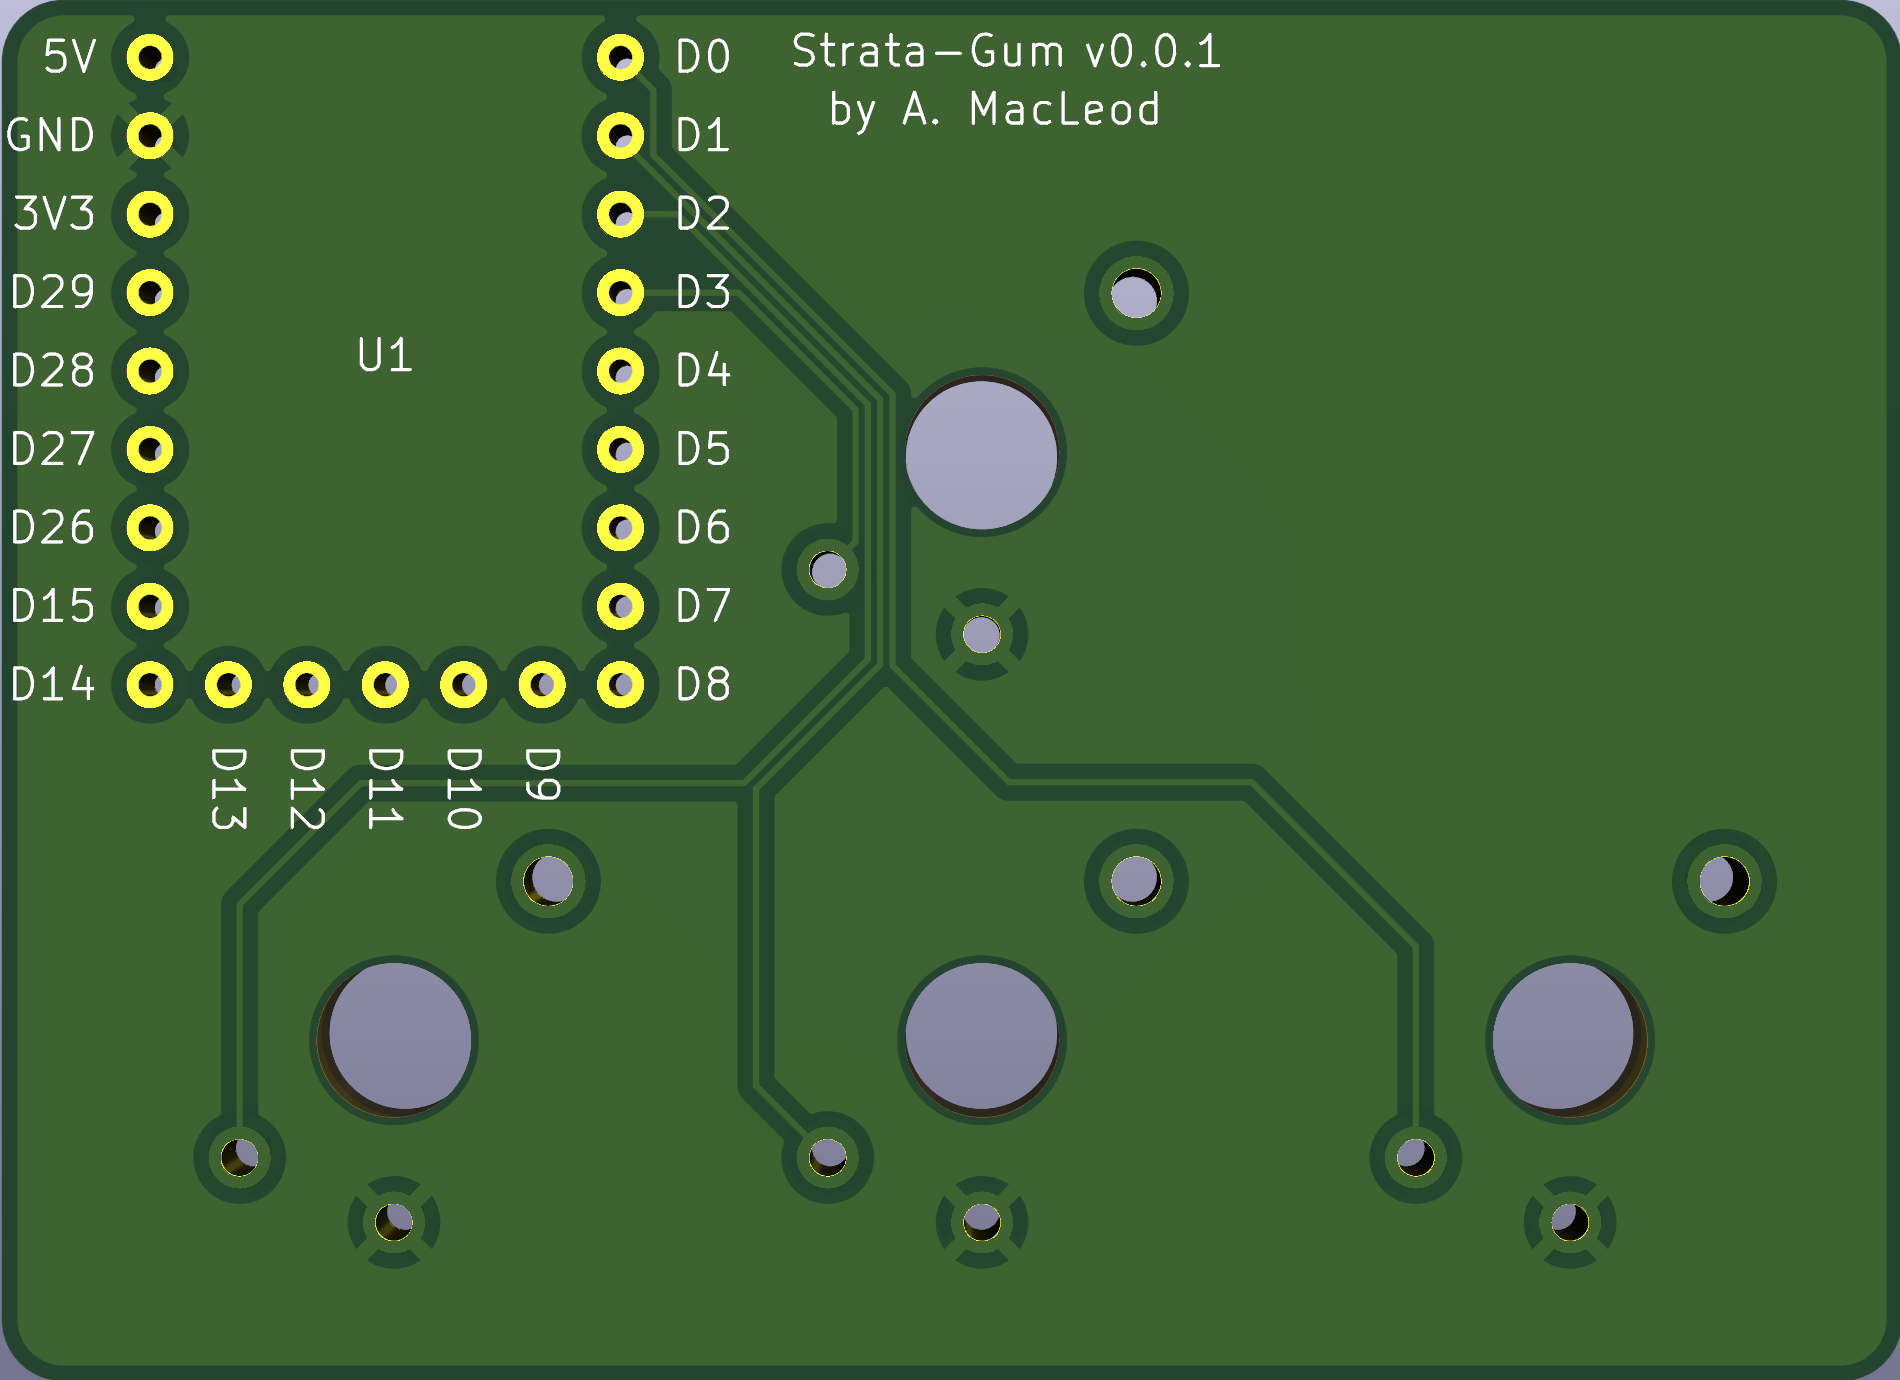 5V
GND
3V3
D29
D28
D27
D26
D15
D14
D13
D12
D11
D10
D9
D0
D1
D2
D3
D4
D5
D6
D7
D8
U1
Strata-Gum v0.0.1
by A. MacLeod